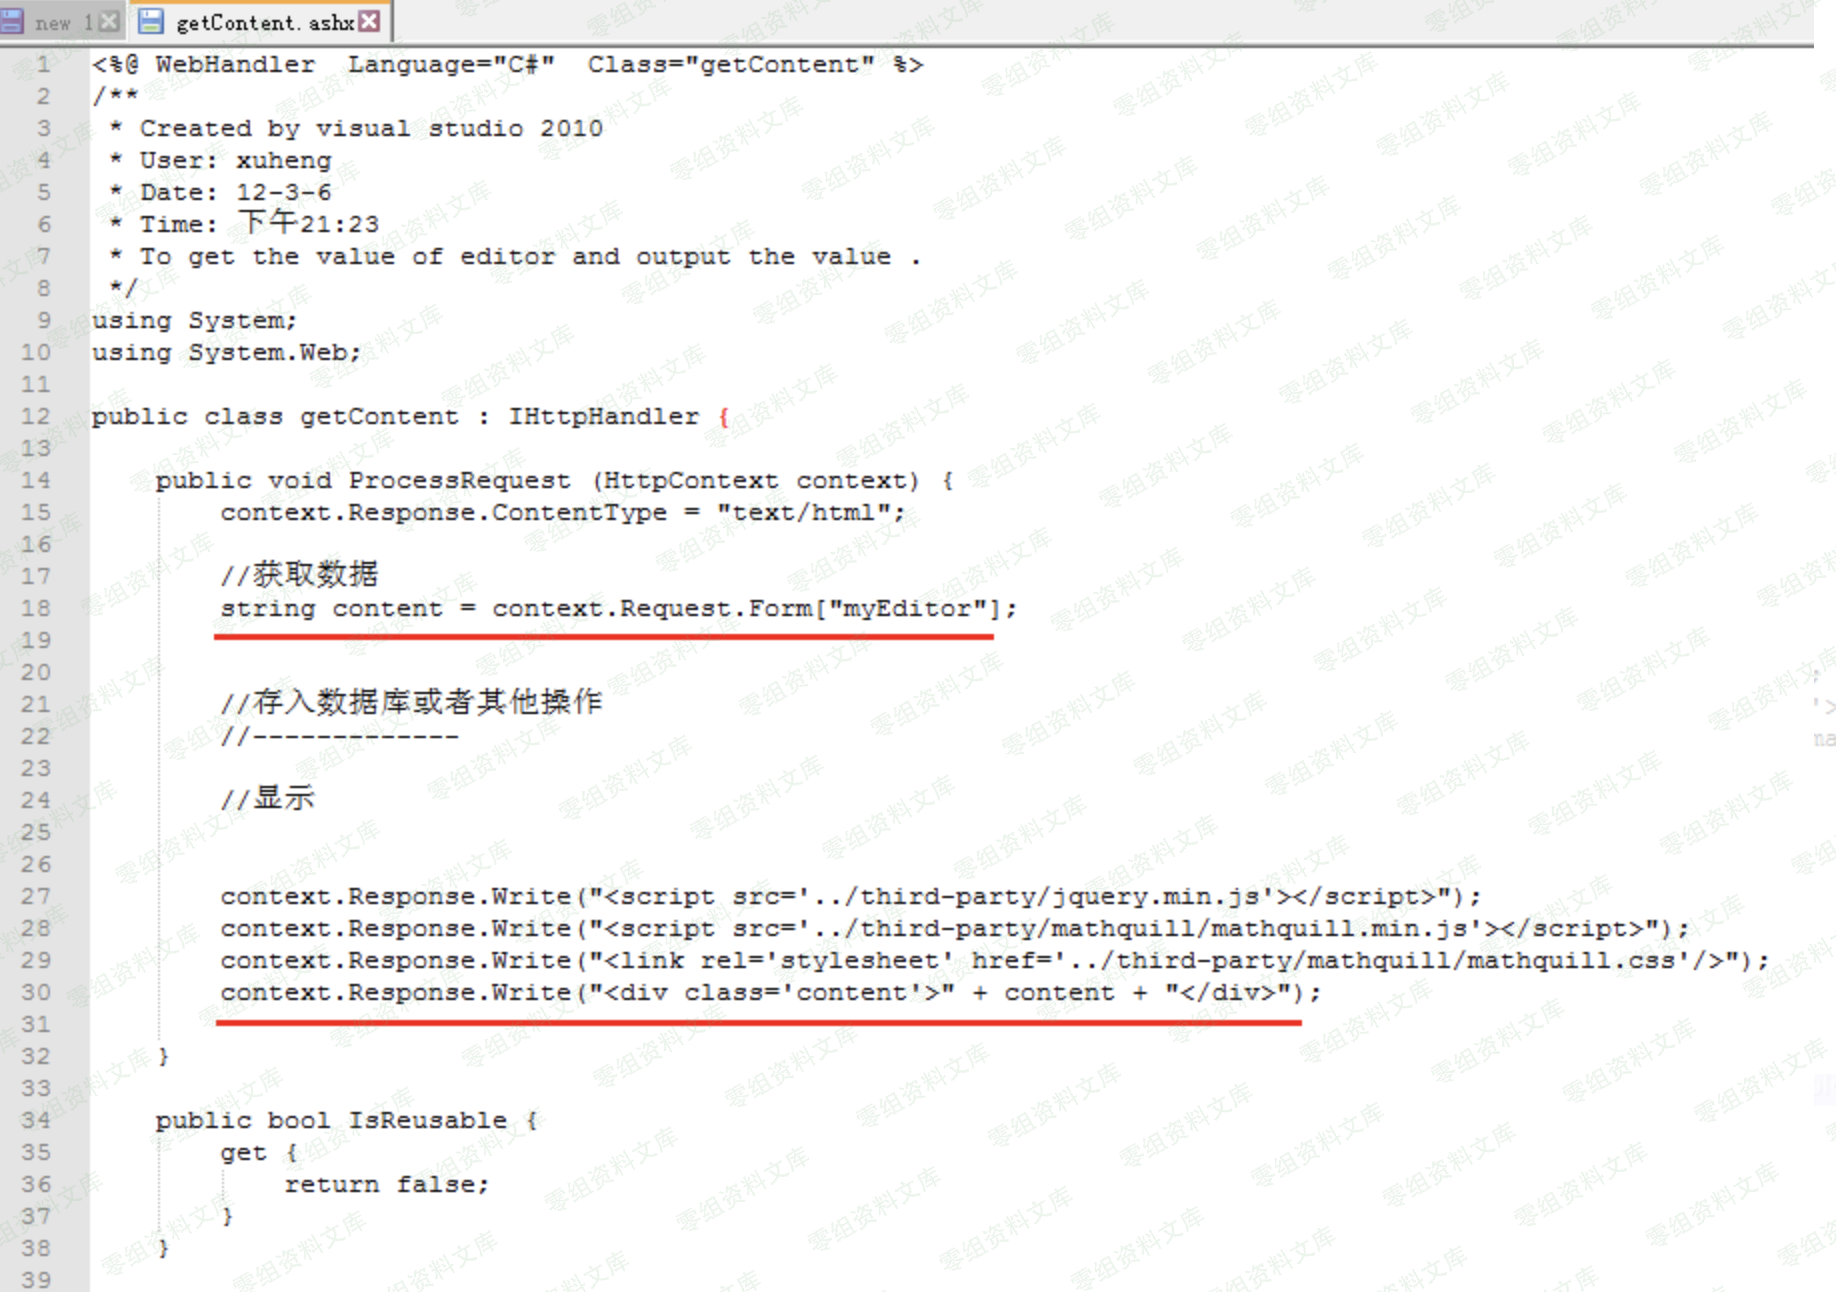 new 1
getContent.ashx
1 <%@ WebHandler Language="C#" Class="getContent" %>
2 /**
3 * Created by visual studio 2010
4 * User: xuheng
5 * Date: 12-3-6
6 * Time: 下午21:23
7 * To get the value of editor and output the value .
8 */
9 using System;
10 using System.Web;
11
12 public class getContent : IHttpHandler {
13
14 public void ProcessRequest (HttpContext context) {
15 context.Response.ContentType = "text/html";
16
17 //获取数据
18 string content = context.Request.Form["myEditor"];
19
20
21 //存入数据库或者其他操作
22 //-------------
23
24 //显示
25
26
27 context.Response.Write("<script src='../third-party/jquery.min.js'></script>");
28 context.Response.Write("<script src='../third-party/mathquill/mathquill.min.js'></script>");
29 context.Response.Write("<link rel='stylesheet' href='../third-party/mathquill/mathquill.css'/>");
30 context.Response.Write("<div class='content'>" + content + "</div>");
31
32 }
33
34 public bool IsReusable {
35 get {
36 return false;
37 }
38 }
39
零组资料文库